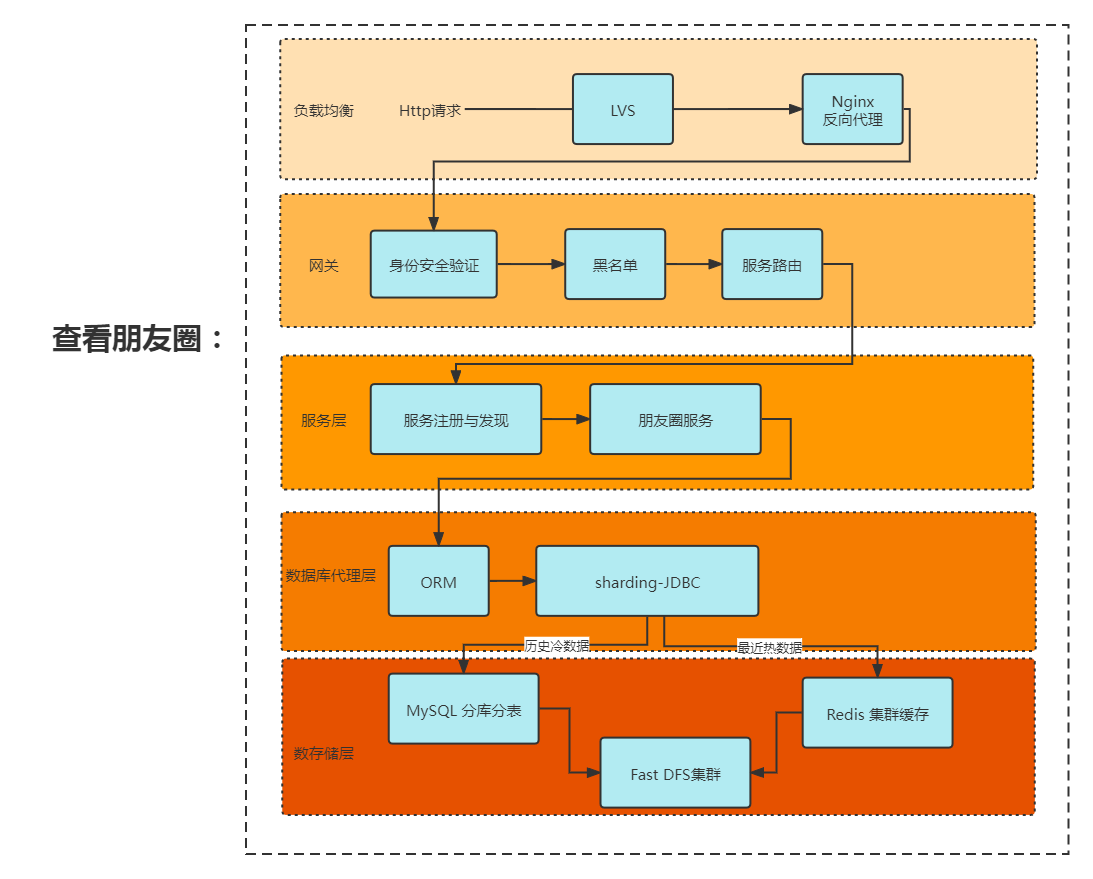 负载均衡
Http请求
LVS
Nginx
反向代理
网关
身份安全验证
黑名单
服务路由
查看朋友圈：
服务层
服务注册与发现
朋友圈服务
数据库代理层
ORM
sharding-JDBC
历史冷数据
最近热数据
数存储层
MySQL 分库分表
Redis 集群缓存
Fast DFS集群